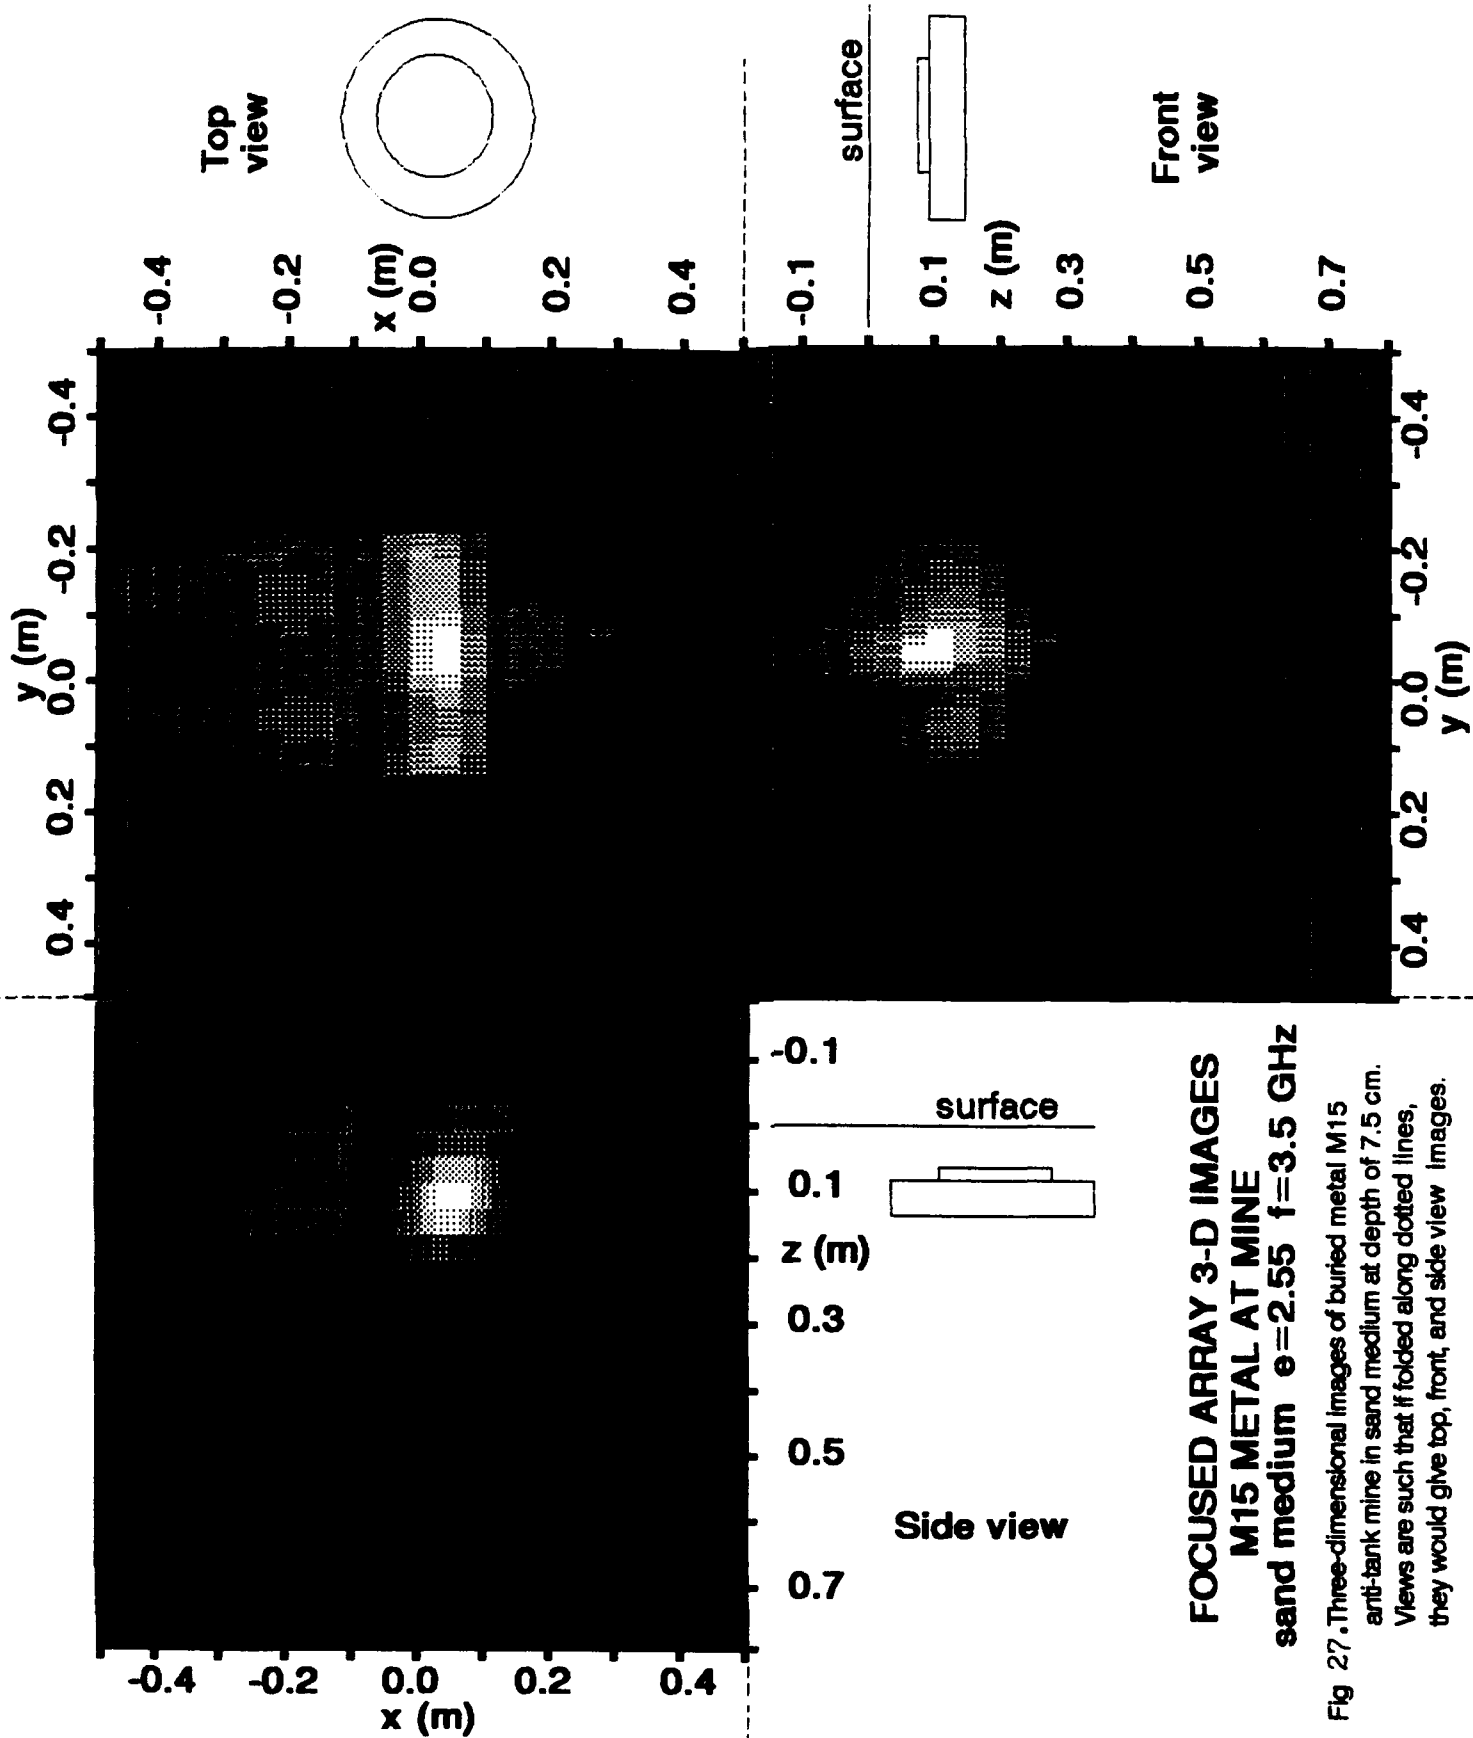 Top
view
-0.4
-0.2
x (m)
0.0
0.2
0.4
y (m)
-0.4
-0.2
0.0
0.2
0.4
surface
-0.1
0.1
z (m)
0.3
0.5
0.7
Front
view
-0.4
-0.2
0.0
y (m)
0.2
0.4
-0.1
surface
0.1
z (m)
0.3
0.5
0.7
Side view
-0.4
-0.2
0.0
0.2
0.4
x (m)
FOCUSED ARRAY 3-D IMAGES
M15 METAL AT MINE
sand medium e=2.55 f=3.5 GHz
Fig 27.Three-dimensional images of buried metal M15
anti-tank mine in sand medium at depth of 7.5 cm.
Views are such that if folded along dotted lines,
they would give top, front, and side view images.